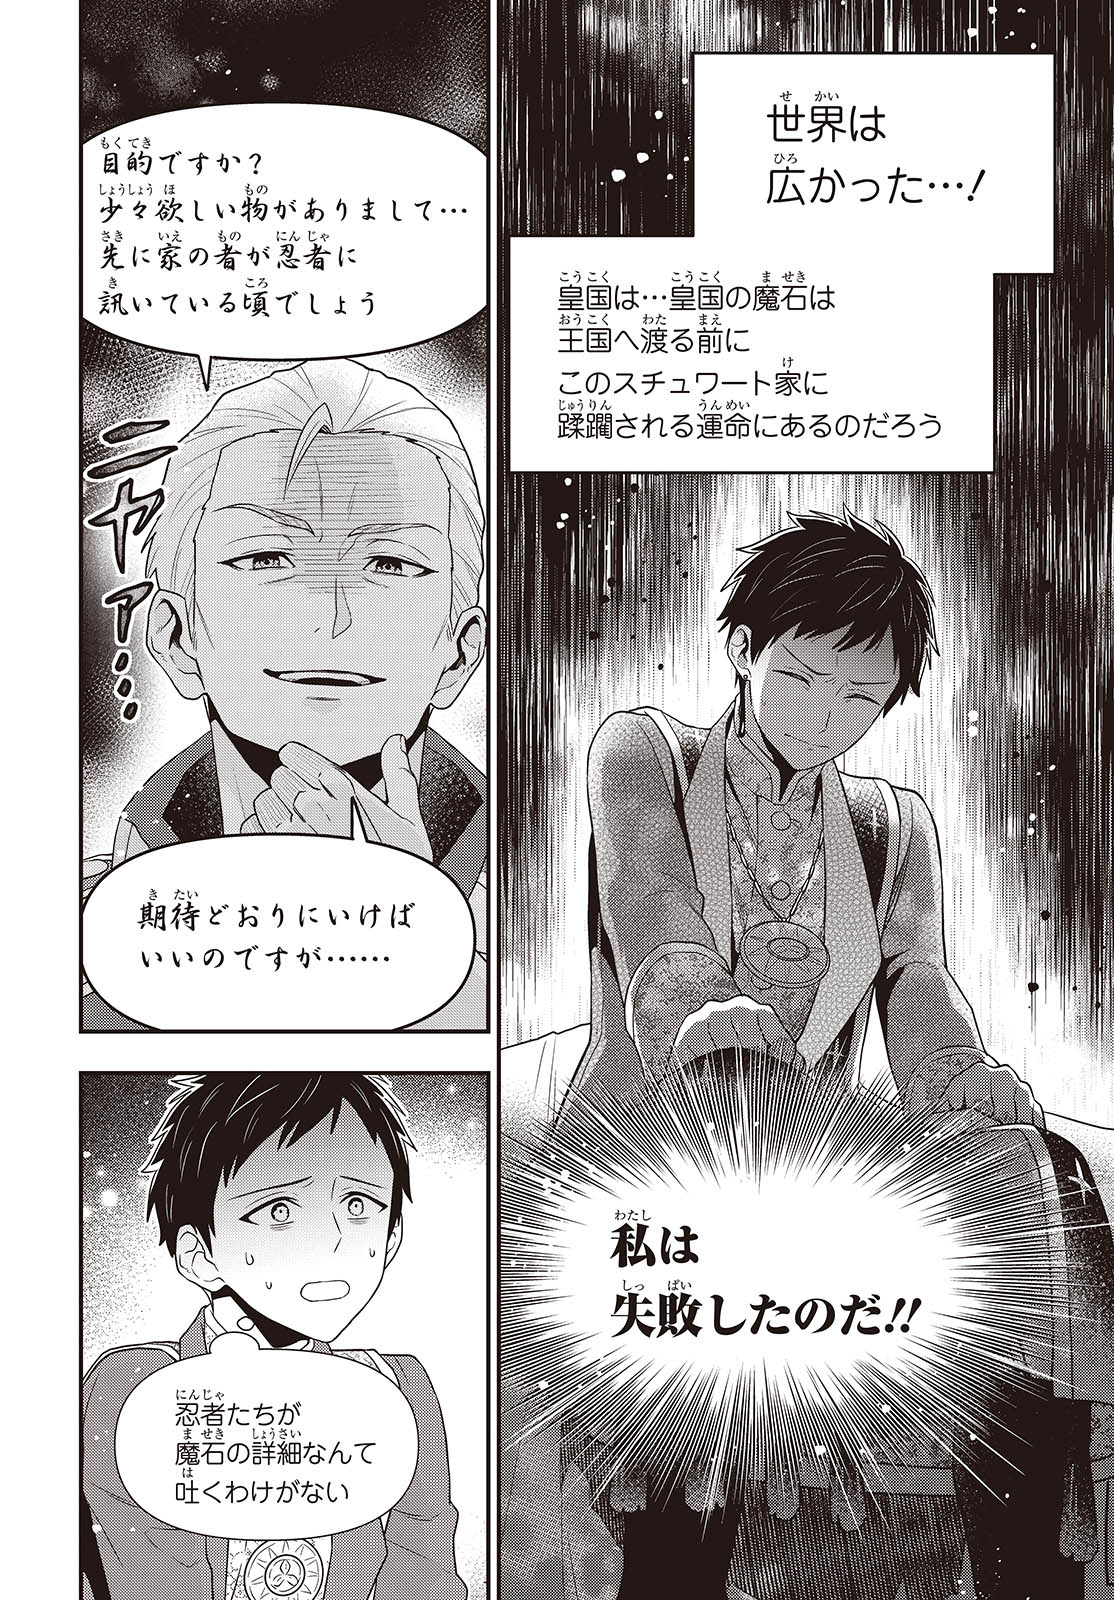 世界は
広かった…！
皇国は…皇国の魔石は
王国へ渡る前に
このスチュワート家に
蹂躙される運命にあるのだろう
私は
失敗したのだ!!
目的ですか？
少々欲しい物がありまして…
先に家の者が忍者に
訊いている頃でしょう
ニヤァ…
期待どおりにいけば
いいのですが……
忍者たちが
魔石の詳細なんて
吐くわけがない